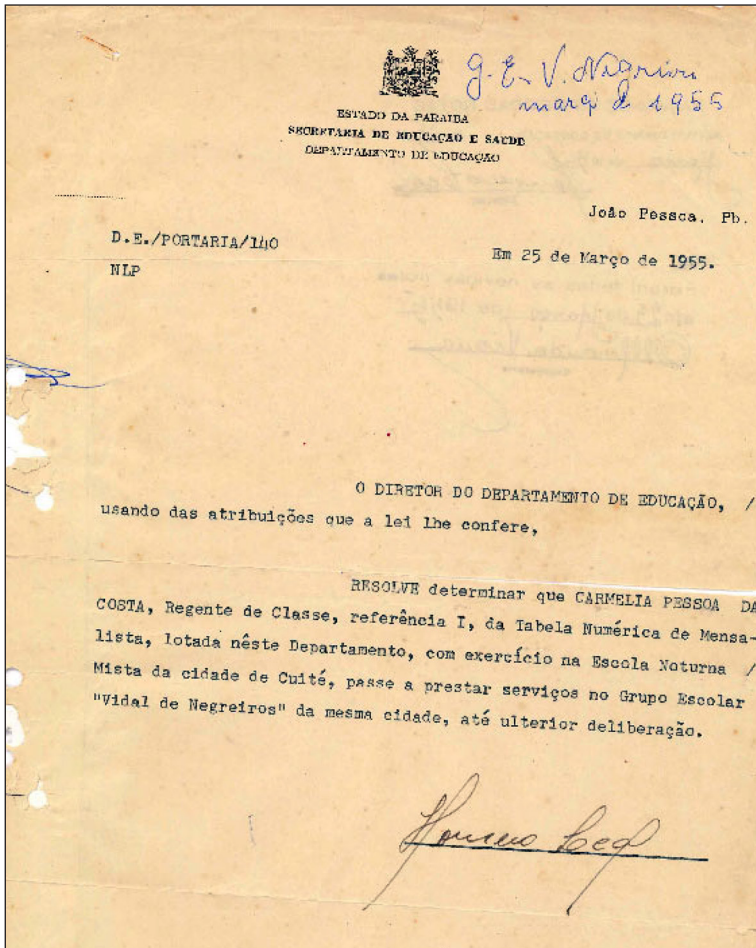 G. E. V. Negreiros
março de 1955
ESTADO DA PARAIBA
SECRETARIA DE EDUCAÇÃO E SAUDE
DEPARTAMENTO DE EDUCAÇÃO
João Pessoa. Pb.
D.E./PORTARIA/140
Em 25 de Março de 1955.
NLP
O DIRETOR DO DEPARTAMENTO DE EDUCAÇÃO, /
usando das atribuições que a lei lhe confere,
RESOLVE determinar que CARMELIA PESSOA DA
COSTA, Regente de Classe, referência I, da Tabela Numérica de Mensa-
lista, lotada nêste Departamento, com exercício na Escola Noturna /
Mista da cidade de Cuité, passe a prestar serviços no Grupo Escolar
"Vidal de Negreiros" da mesma cidade, até ulterior deliberação.